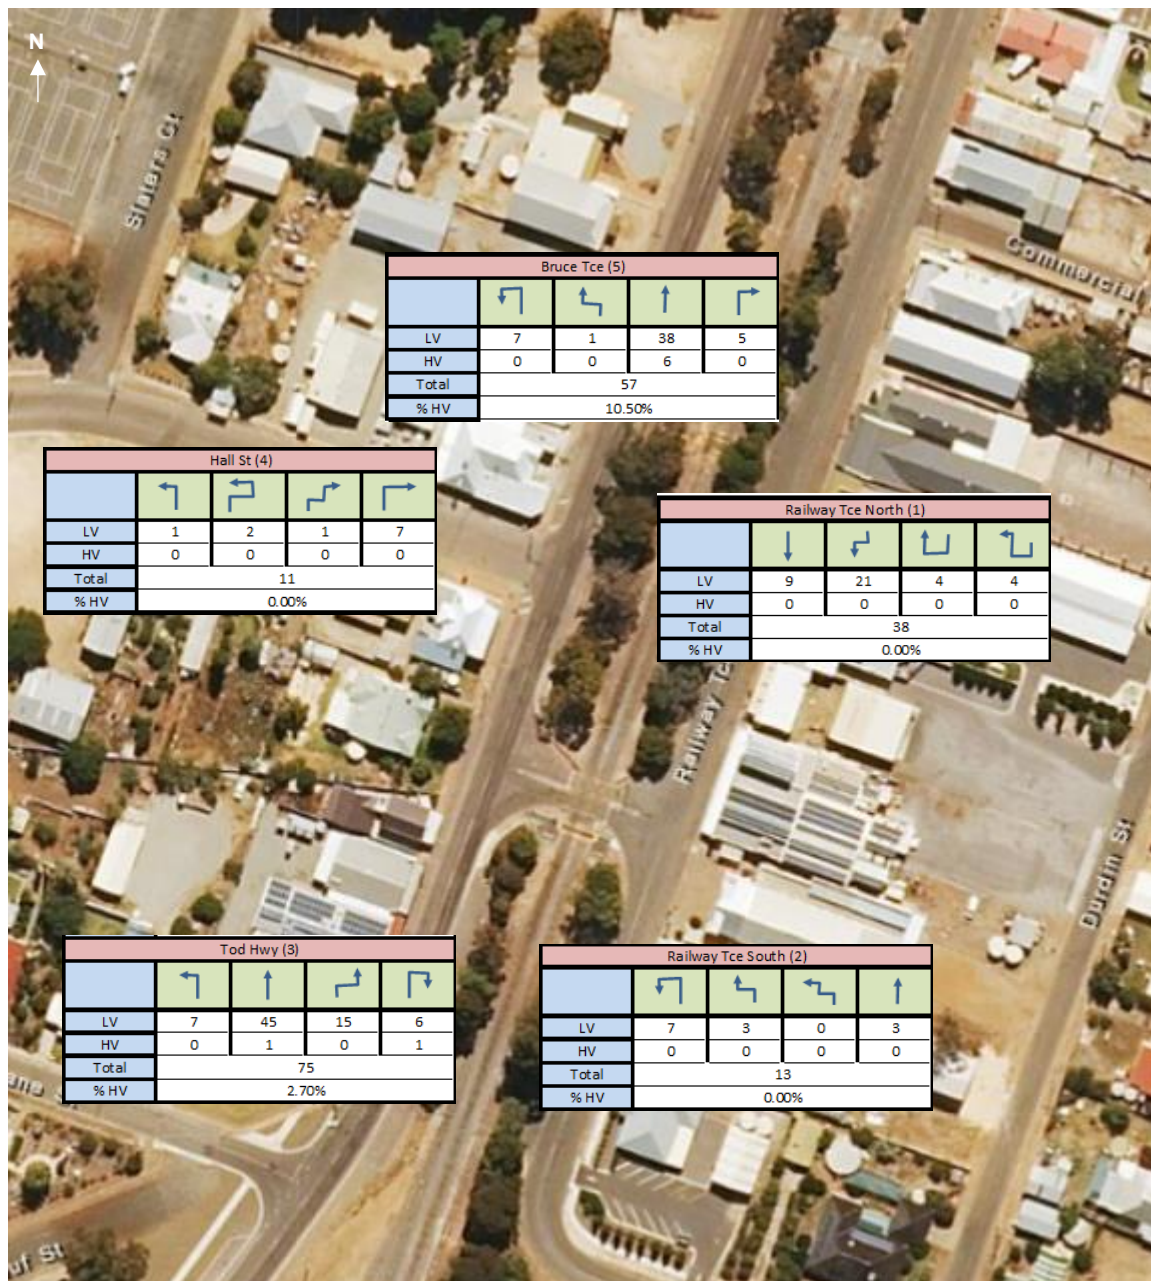 N
Slaters Ct
Commercial
Bruce Tce (5)
LV 7 1 38 5
HV 0 0 6 0
Total 57
% HV 10.50%
Hall St (4)
LV 1 2 1 7
HV 0 0 0 0
Total 11
% HV 0.00%
Railway Tce North (1)
LV 9 21 4 4
HV 0 0 0 0
Total 38
% HV 0.00%
Railway Tc
Durdin St
Tod Hwy (3)
LV 7 45 15 6
HV 0 1 0 1
Total 75
% HV 2.70%
Railway Tce South (2)
LV 7 3 0 3
HV 0 0 0 0
Total 13
% HV 0.00%
uf St